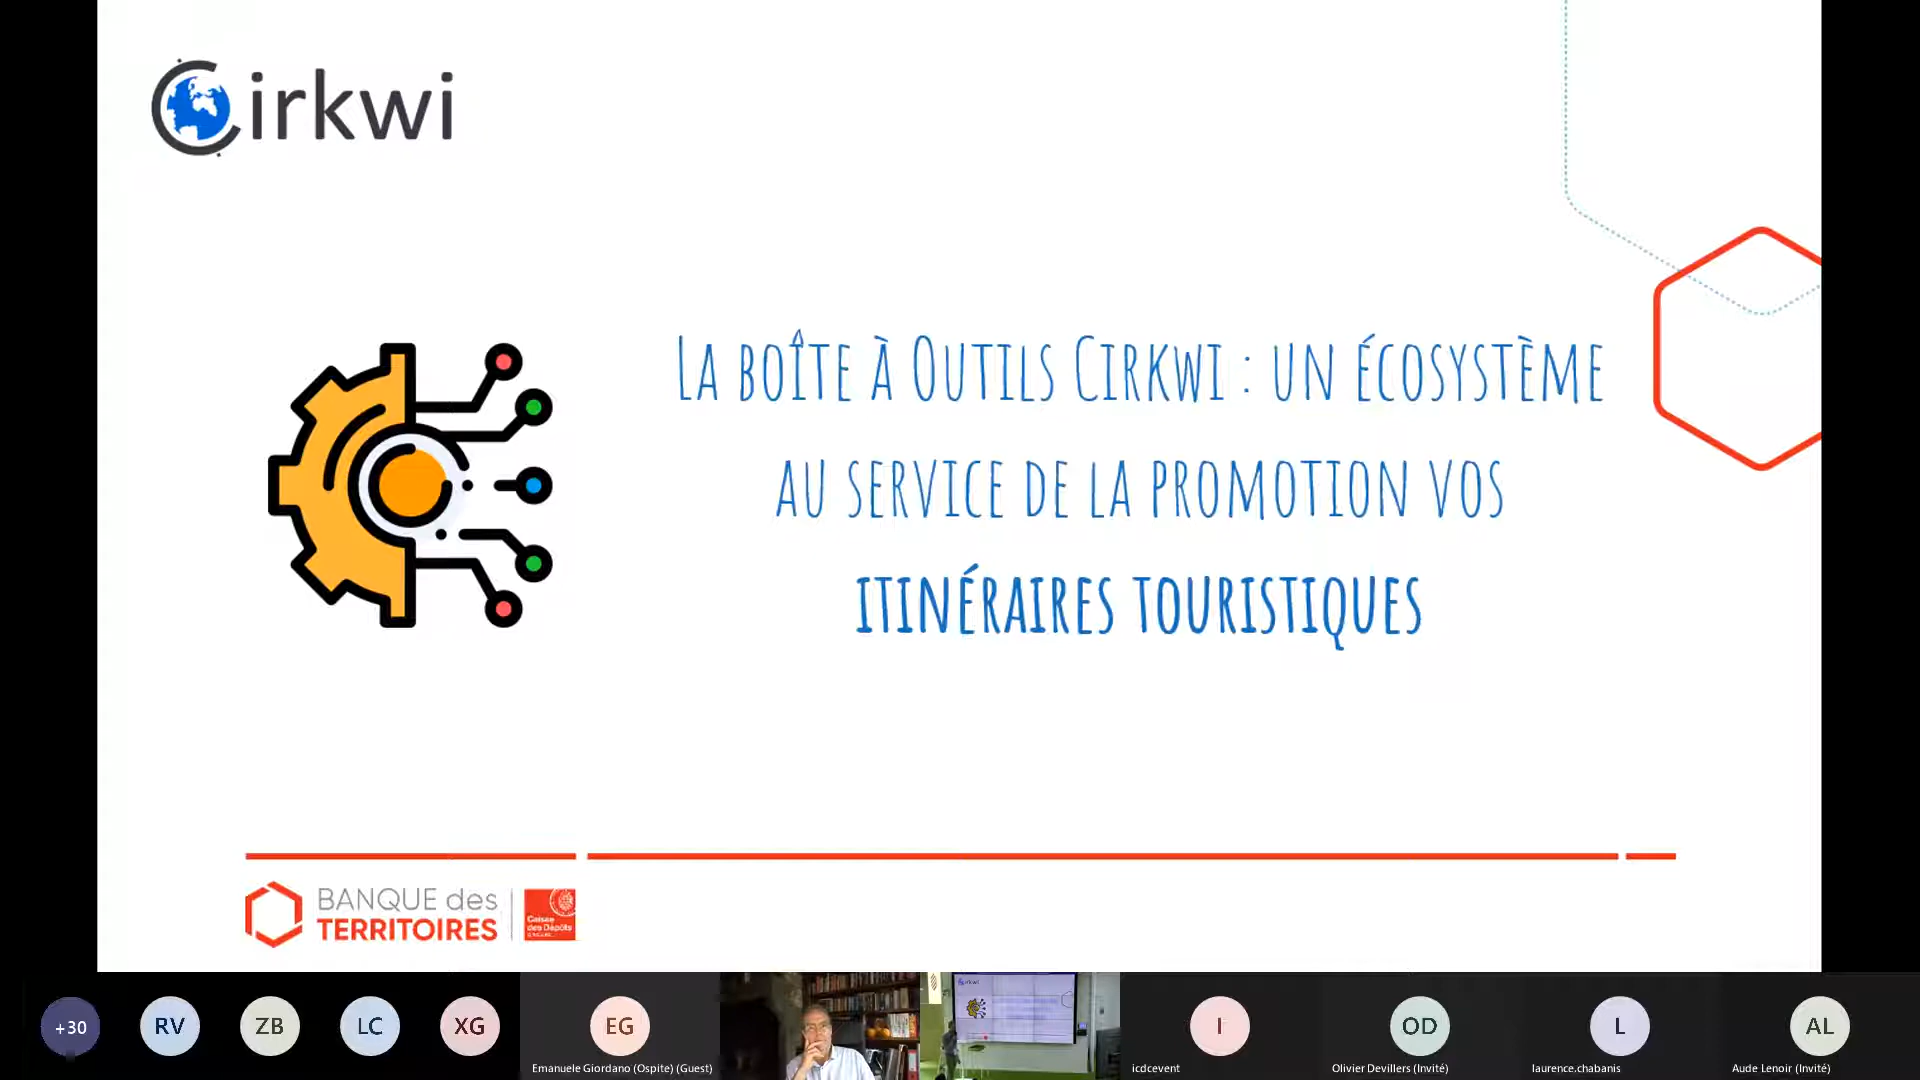 Cirkwi
La boîte à Outils Cirkwi : un écosystème
au service de la promotion vos
itinéraires touristiques
BANQUE des
TERRITOIRES
Caisse
des Dépôts
+30
RV
ZB
LC
XG
EG
I
OD
L
AL
Emanuele Giordano (Ospite) (Guest)
icdcevent
Olivier Devillers (Invité)
laurence.chabanis
Aude Lenoir (Invité)